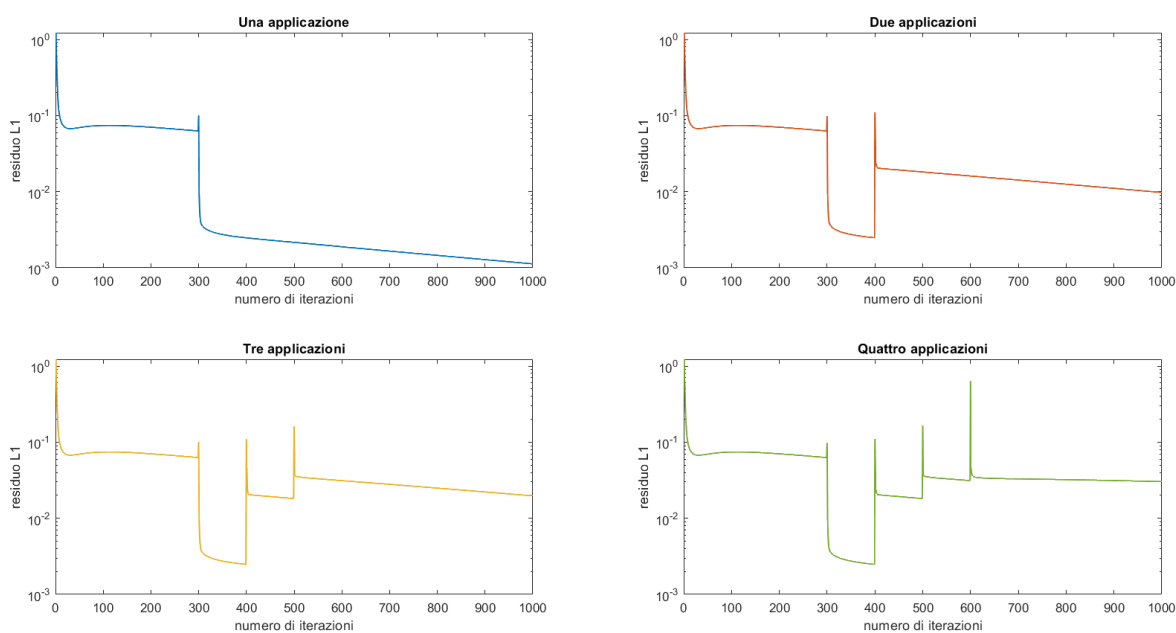 Una applicazione
10^0
10^-1
10^-2
10^-3
residuo L1
0 100 200 300 400 500 600 700 800 900 1000
numero di iterazioni
Due applicazioni
10^0
10^-1
10^-2
10^-3
residuo L1
0 100 200 300 400 500 600 700 800 900 1000
numero di iterazioni
Tre applicazioni
10^0
10^-1
10^-2
10^-3
residuo L1
0 100 200 300 400 500 600 700 800 900 1000
numero di iterazioni
Quattro applicazioni
10^0
10^-1
10^-2
10^-3
residuo L1
0 100 200 300 400 500 600 700 800 900 1000
numero di iterazioni